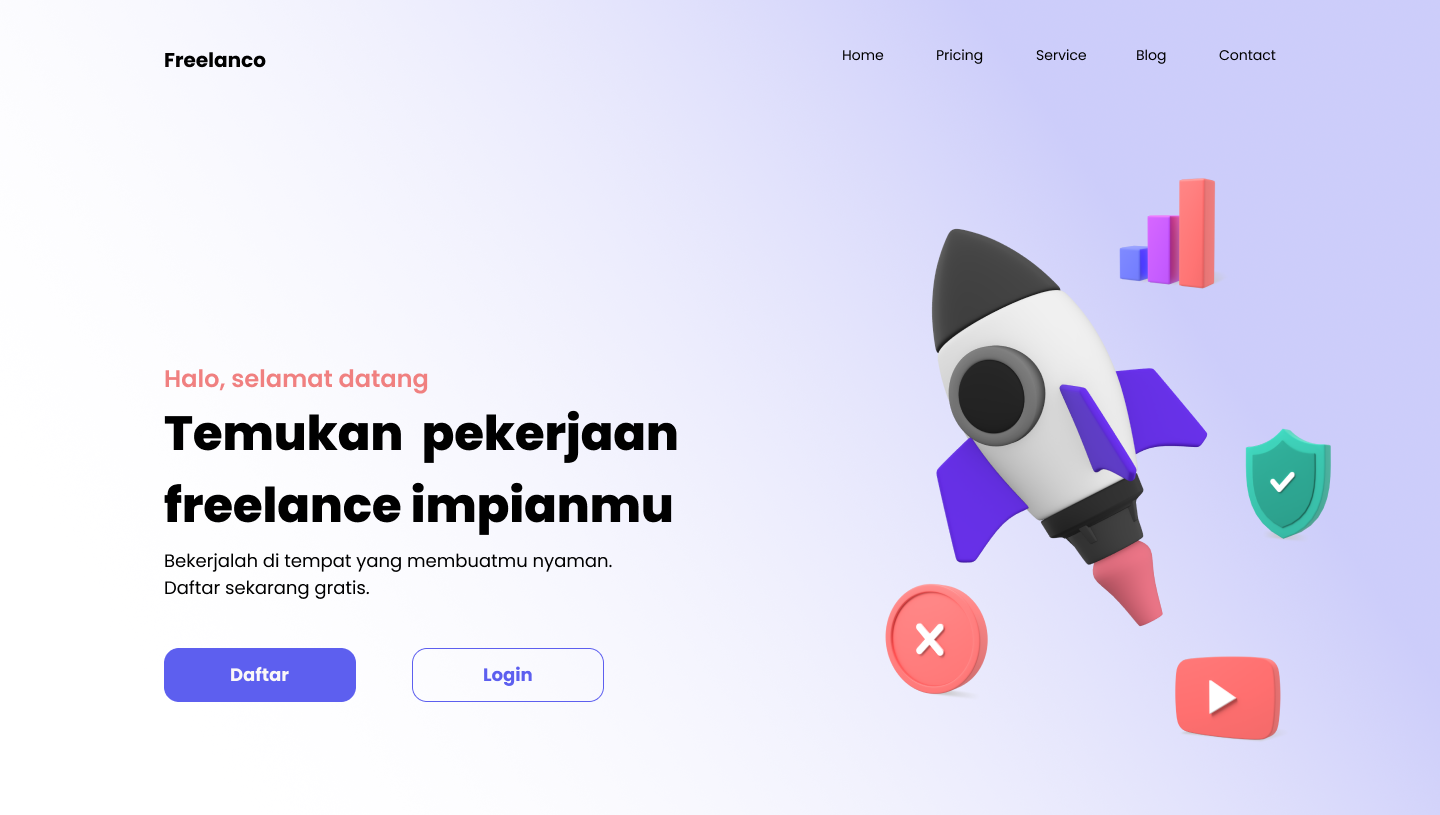 Freelanco
Home Pricing Service Blog Contact
Halo, selamat datang
Temukan pekerjaan
freelance impianmu
Bekerjalah di tempat yang membuatmu nyaman.
Daftar sekarang gratis.
Daftar Login